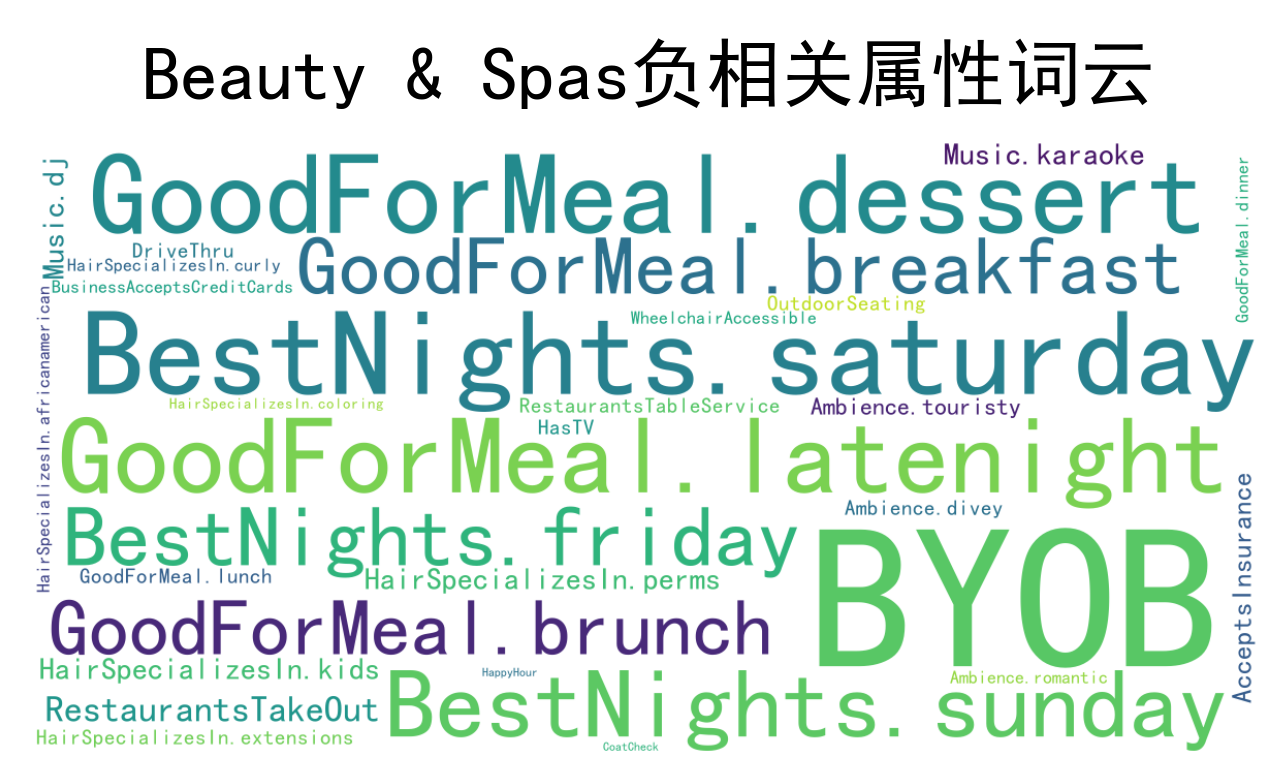 Beauty & Spas负相关属性词云
Music.dj
GoodForMeal.dessert
Music.karaoke
GoodForMeal.dinner
DriveThru
HairSpecializesIn.curly
BusinessAcceptsCreditCards
GoodForMeal.breakfast
OutdoorSeating
WheelchairAccessible
BestNights.saturday
HairSpecializesIn.africanamerican
HairSpecializesIn.coloring
RestaurantsTableService
Ambience.touristy
HasTV
GoodForMeal.latenight
AcceptsInsurance
Ambience.divey
BestNights.friday
BYOB
GoodForMeal.lunch
HairSpecializesIn.perms
GoodForMeal.brunch
HairSpecializesIn.kids
HappyHour
Ambience.romantic
RestaurantsTakeOut
BestNights.sunday
HairSpecializesIn.extensions
CoatCheck